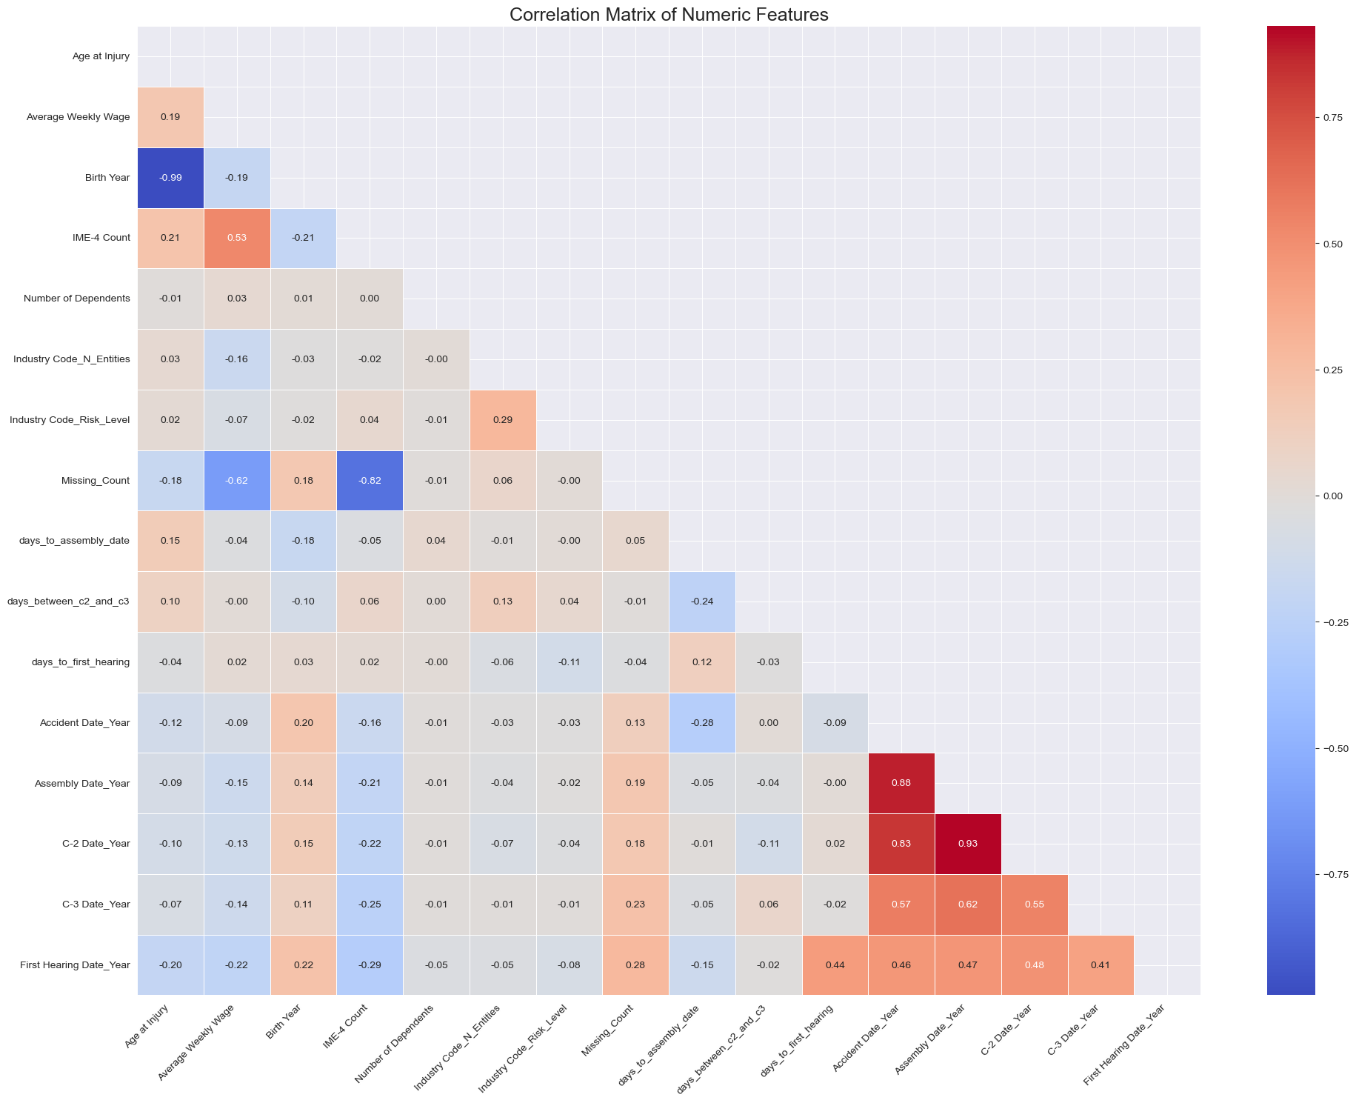 Correlation Matrix of Numeric Features
Age at Injury
Average Weekly Wage 0.19
Birth Year -0.99 -0.19
IME-4 Count 0.21 0.53 -0.21
Number of Dependents -0.01 0.03 0.01 0.00
Industry Code_N_Entities 0.03 -0.16 -0.03 -0.02 -0.00
Industry Code_Risk_Level 0.02 -0.07 -0.02 0.04 -0.01 0.29
Missing_Count -0.18 -0.62 0.18 -0.82 -0.01 0.06 -0.00
days_to_assembly_date 0.15 -0.04 -0.18 -0.05 0.04 -0.01 -0.00 0.05
days_between_c2_and_c3 0.10 -0.00 -0.10 0.06 0.00 0.13 0.04 -0.01 -0.24
days_to_first_hearing -0.04 0.02 0.03 0.02 -0.00 -0.06 -0.11 -0.04 0.12 -0.03
Accident Date_Year -0.12 -0.09 0.20 -0.16 -0.01 -0.03 -0.03 0.13 -0.28 0.00 -0.09
Assembly Date_Year -0.09 -0.15 0.14 -0.21 -0.01 -0.04 -0.02 0.19 -0.05 -0.04 -0.00 0.88
C-2 Date_Year -0.10 -0.13 0.15 -0.22 -0.01 -0.07 -0.04 0.18 -0.01 -0.11 0.02 0.83 0.93
C-3 Date_Year -0.07 -0.14 0.11 -0.25 -0.01 -0.01 -0.01 0.23 -0.05 0.06 -0.02 0.57 0.62 0.55
First Hearing Date_Year -0.20 -0.22 0.22 -0.29 -0.05 -0.05 -0.08 0.28 -0.15 -0.02 0.44 0.46 0.47 0.48 0.41
Age at Injury
Average Weekly Wage
Birth Year
IME-4 Count
Number of Dependents
Industry Code_N_Entities
Industry Code_Risk_Level
Missing_Count
days_to_assembly_date
days_between_c2_and_c3
days_to_first_hearing
Accident Date_Year
Assembly Date_Year
C-2 Date_Year
C-3 Date_Year
First Hearing Date_Year
0.75
0.50
0.25
0.00
-0.25
-0.50
-0.75